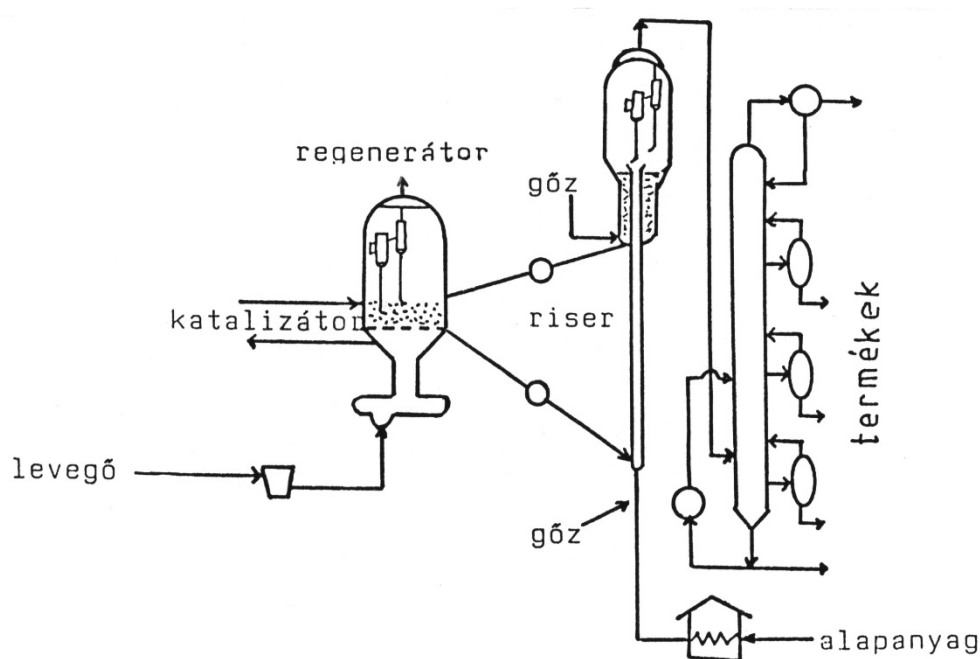 regenerátor
gőz
katalizátor
riser
termékek
levegő
gőz
alapanyag